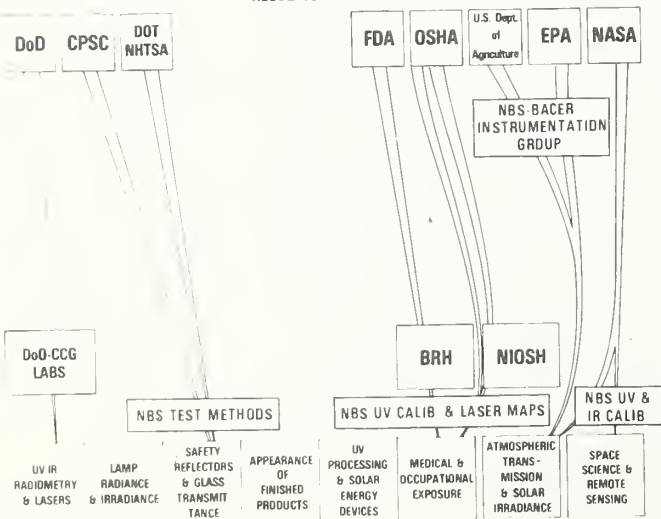 DoD
CPSC
DOT
NHTSA
FDA
OSHA
U.S. Dept.
of
Agriculture
EPA
NASA
NBS-BACER
INSTRUMENTATION
GROUP
DoD-CCG
LABS
BRH
NIOSH
NBS TEST METHODS
NBS UV CALIB & LASER MAPS
NBS UV &
IR CALIB
UV IR
RADIOMETRY
& LASERS
LAMP
RADIANCE
& IRRADIANCE
SAFETY
REFLECTORS
& GLASS
TRANSMIT
TANCE
APPEARANCE
OF
FINISHED
PRODUCTS
UV
PROCESSING
& SOLAR
ENERGY
DEVICES
MEDICAL &
OCCUPATIONAL
EXPOSURE
ATMOSPHERIC
TRANS-
MISSION
& SOLAR
IRRADIANCE
SPACE
SCIENCE &
REMOTE
SENSING